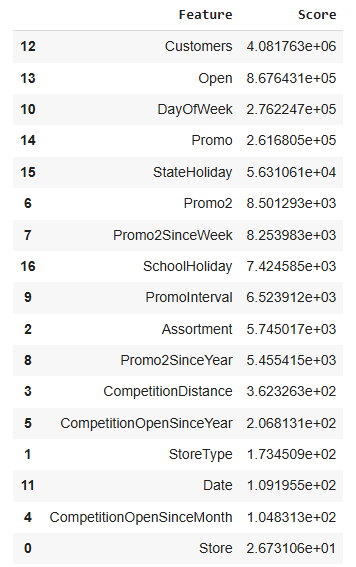 Feature Score
12 Customers 4.081763e+06
13 Open 8.676431e+05
10 DayOfWeek 2.762247e+05
14 Promo 2.616805e+05
15 StateHoliday 5.631061e+04
6 Promo2 8.501293e+03
7 Promo2SinceWeek 8.253983e+03
16 SchoolHoliday 7.424585e+03
9 PromoInterval 6.523912e+03
2 Assortment 5.745017e+03
8 Promo2SinceYear 5.455415e+03
3 CompetitionDistance 3.623263e+02
5 CompetitionOpenSinceYear 2.068131e+02
1 StoreType 1.734509e+02
11 Date 1.091955e+02
4 CompetitionOpenSinceMonth 1.048313e+02
0 Store 2.673106e+01